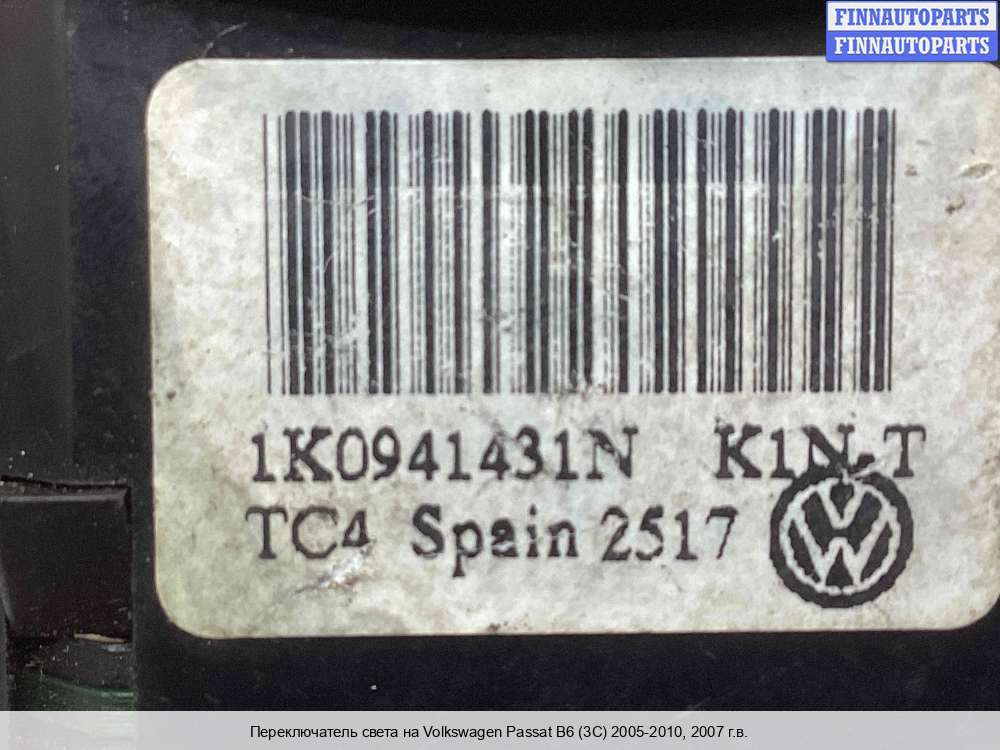 FINNAUTOPARTS
FINNAUTOPARTS
1K0941431N K1N-T
TC4 Spain 2517
Переключатель света на Volkswagen Passat B6 (3C) 2005-2010, 2007 г.в.